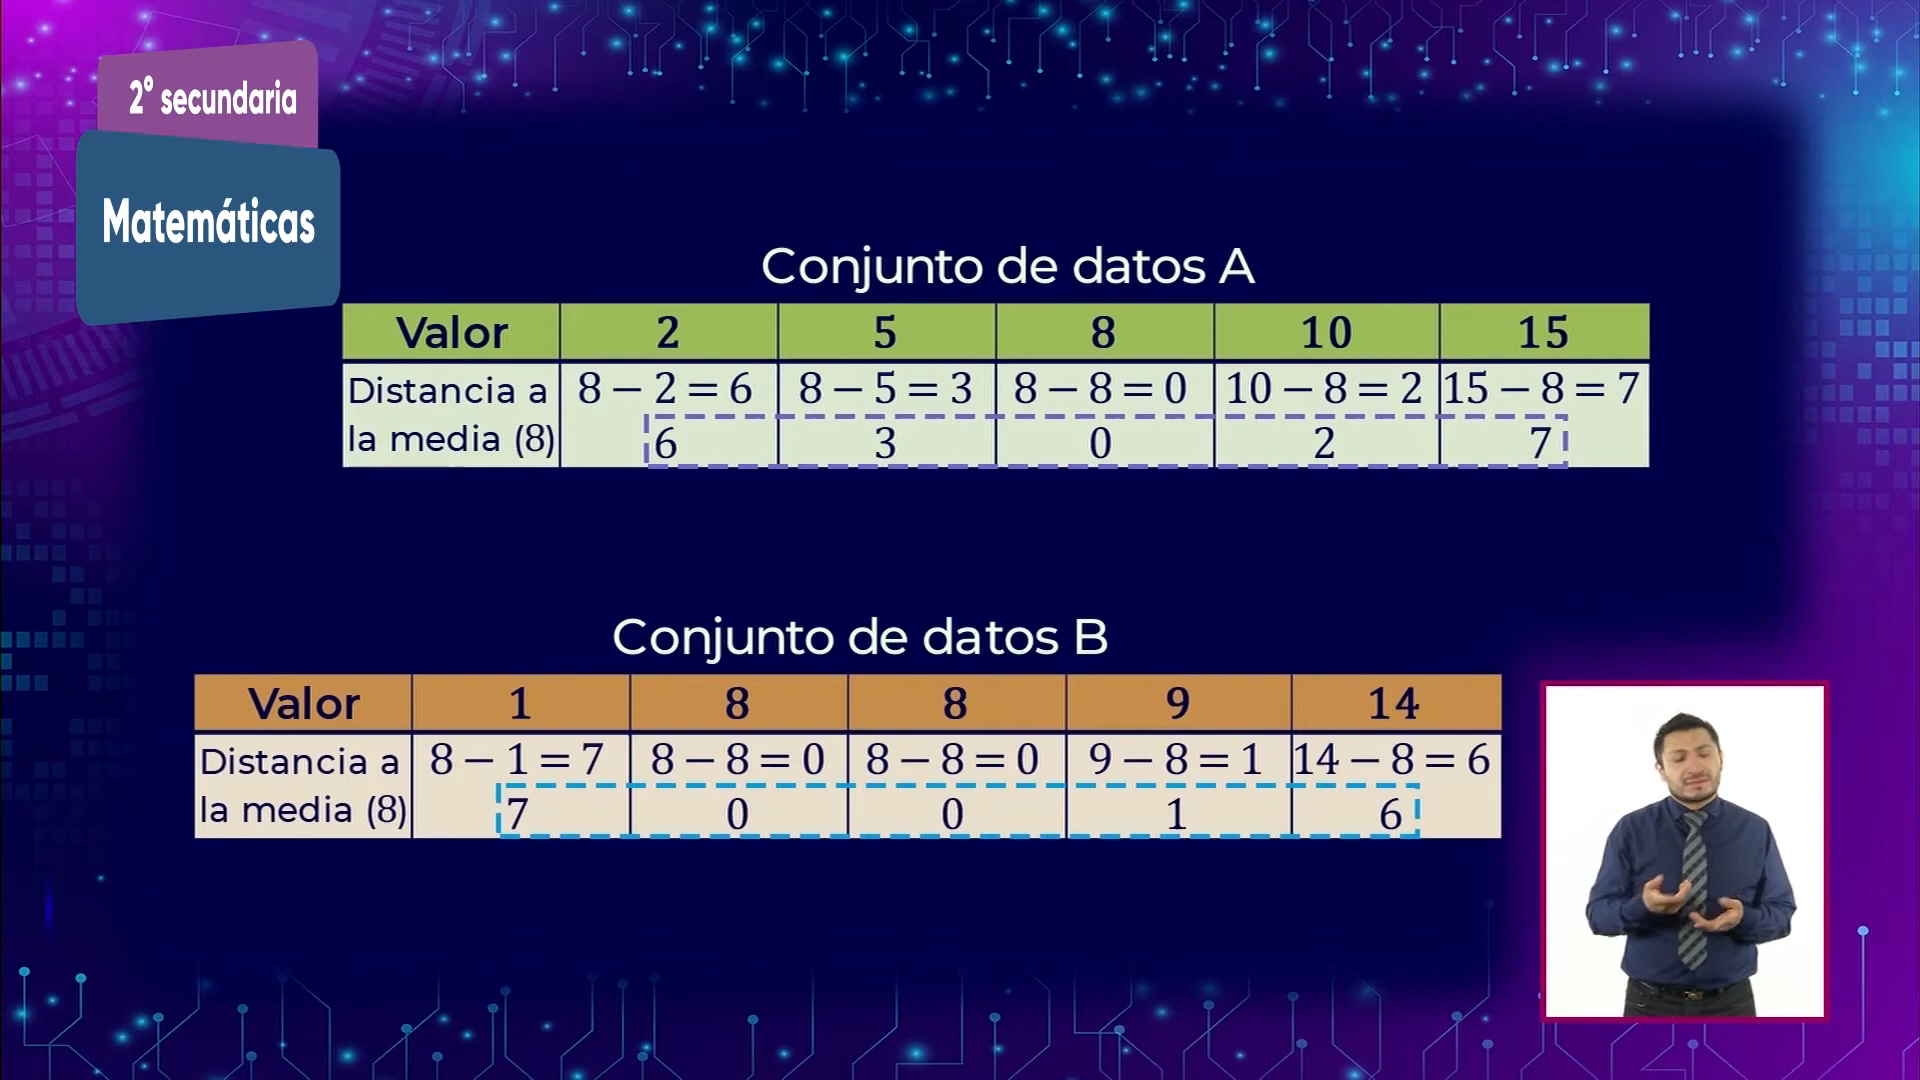 2° secundaria
Matemáticas
Conjunto de datos A
Valor 2 5 8 10 15
Distancia a la media (8) 8 − 2 = 6 8 − 5 = 3 8 − 8 = 0 10 − 8 = 2 15 − 8 = 7
6 3 0 2 7
Conjunto de datos B
Valor 1 8 8 9 14
Distancia a la media (8) 8 − 1 = 7 8 − 8 = 0 8 − 8 = 0 9 − 8 = 1 14 − 8 = 6
7 0 0 1 6